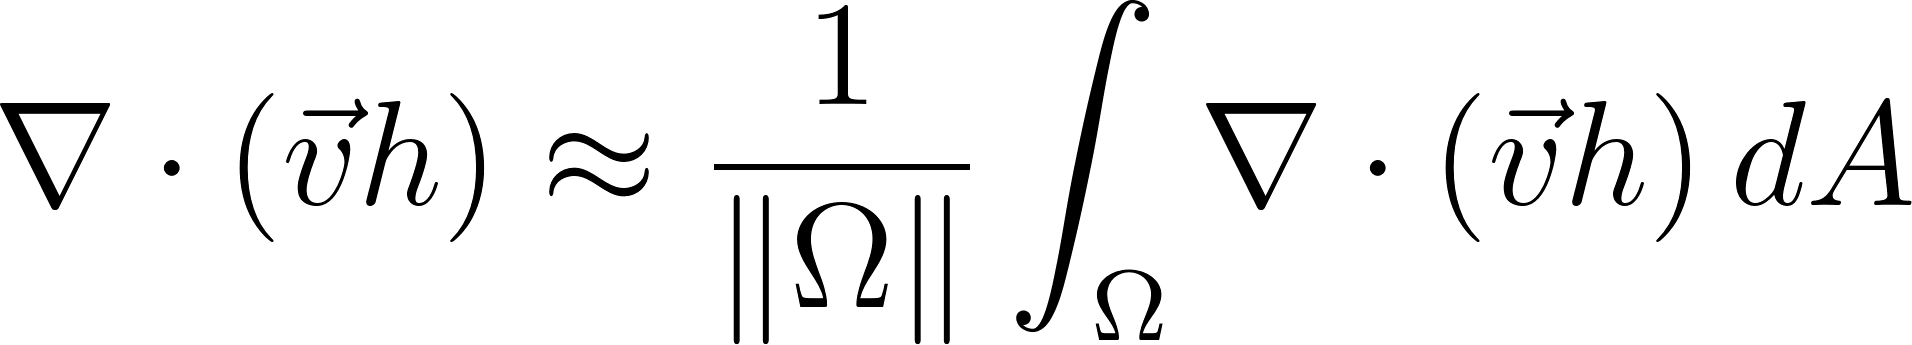 ∇ · (v⃗h) ≈ 1/‖Ω‖ ∫_Ω ∇ · (v⃗h) dA